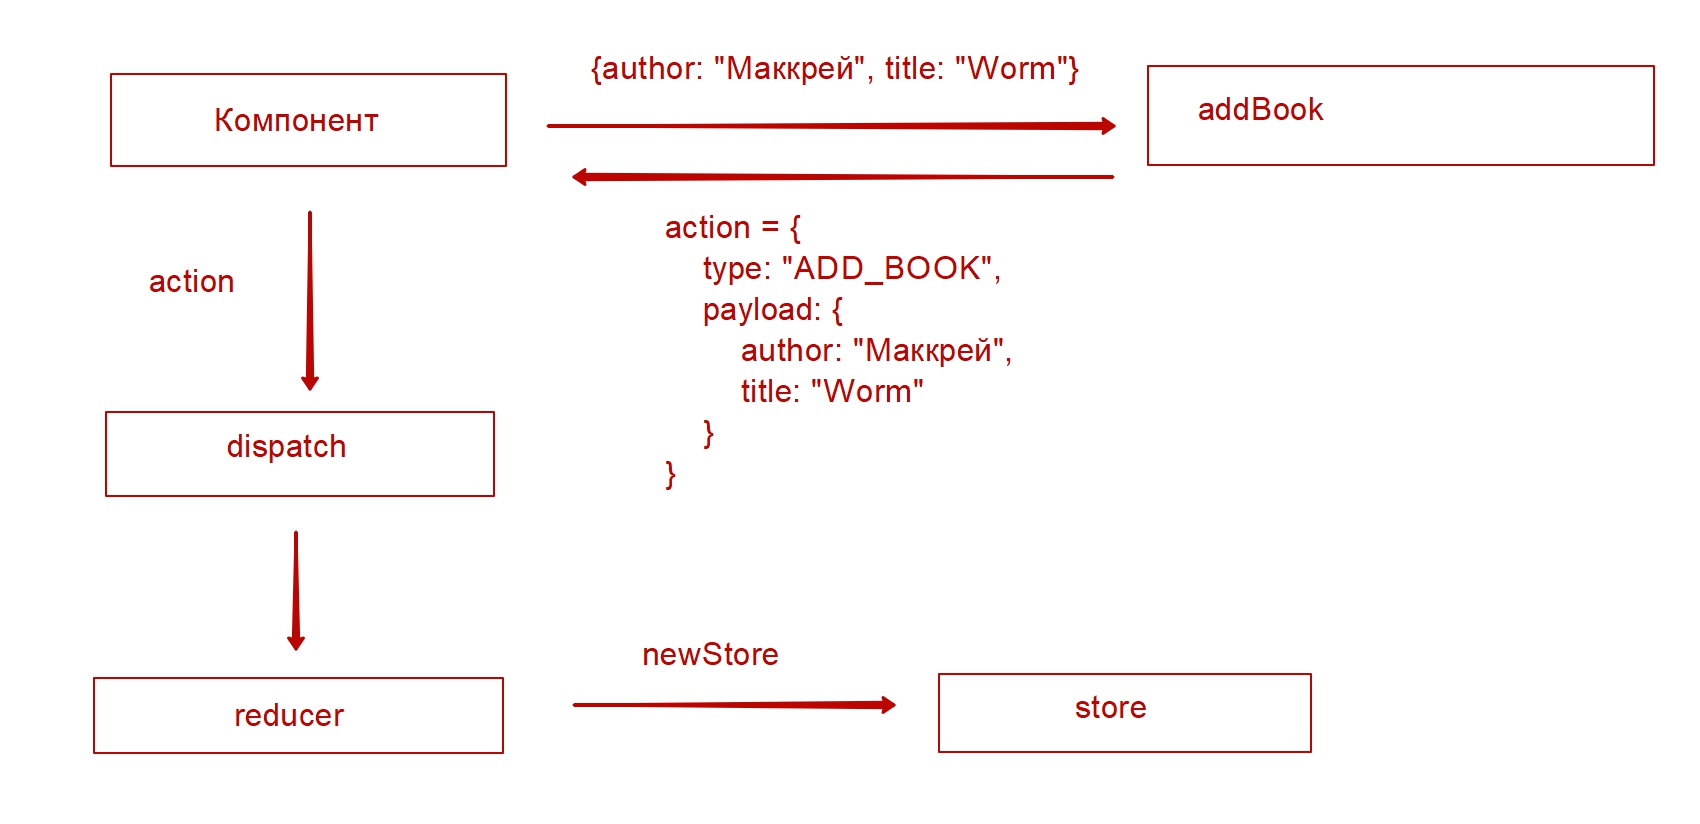 {author: "Маккрей", title: "Worm"}
Компонент
addBook
action = {
type: "ADD_BOOK",
payload: {
author: "Маккрей",
title: "Worm"
}
}
action
dispatch
newStore
reducer
store